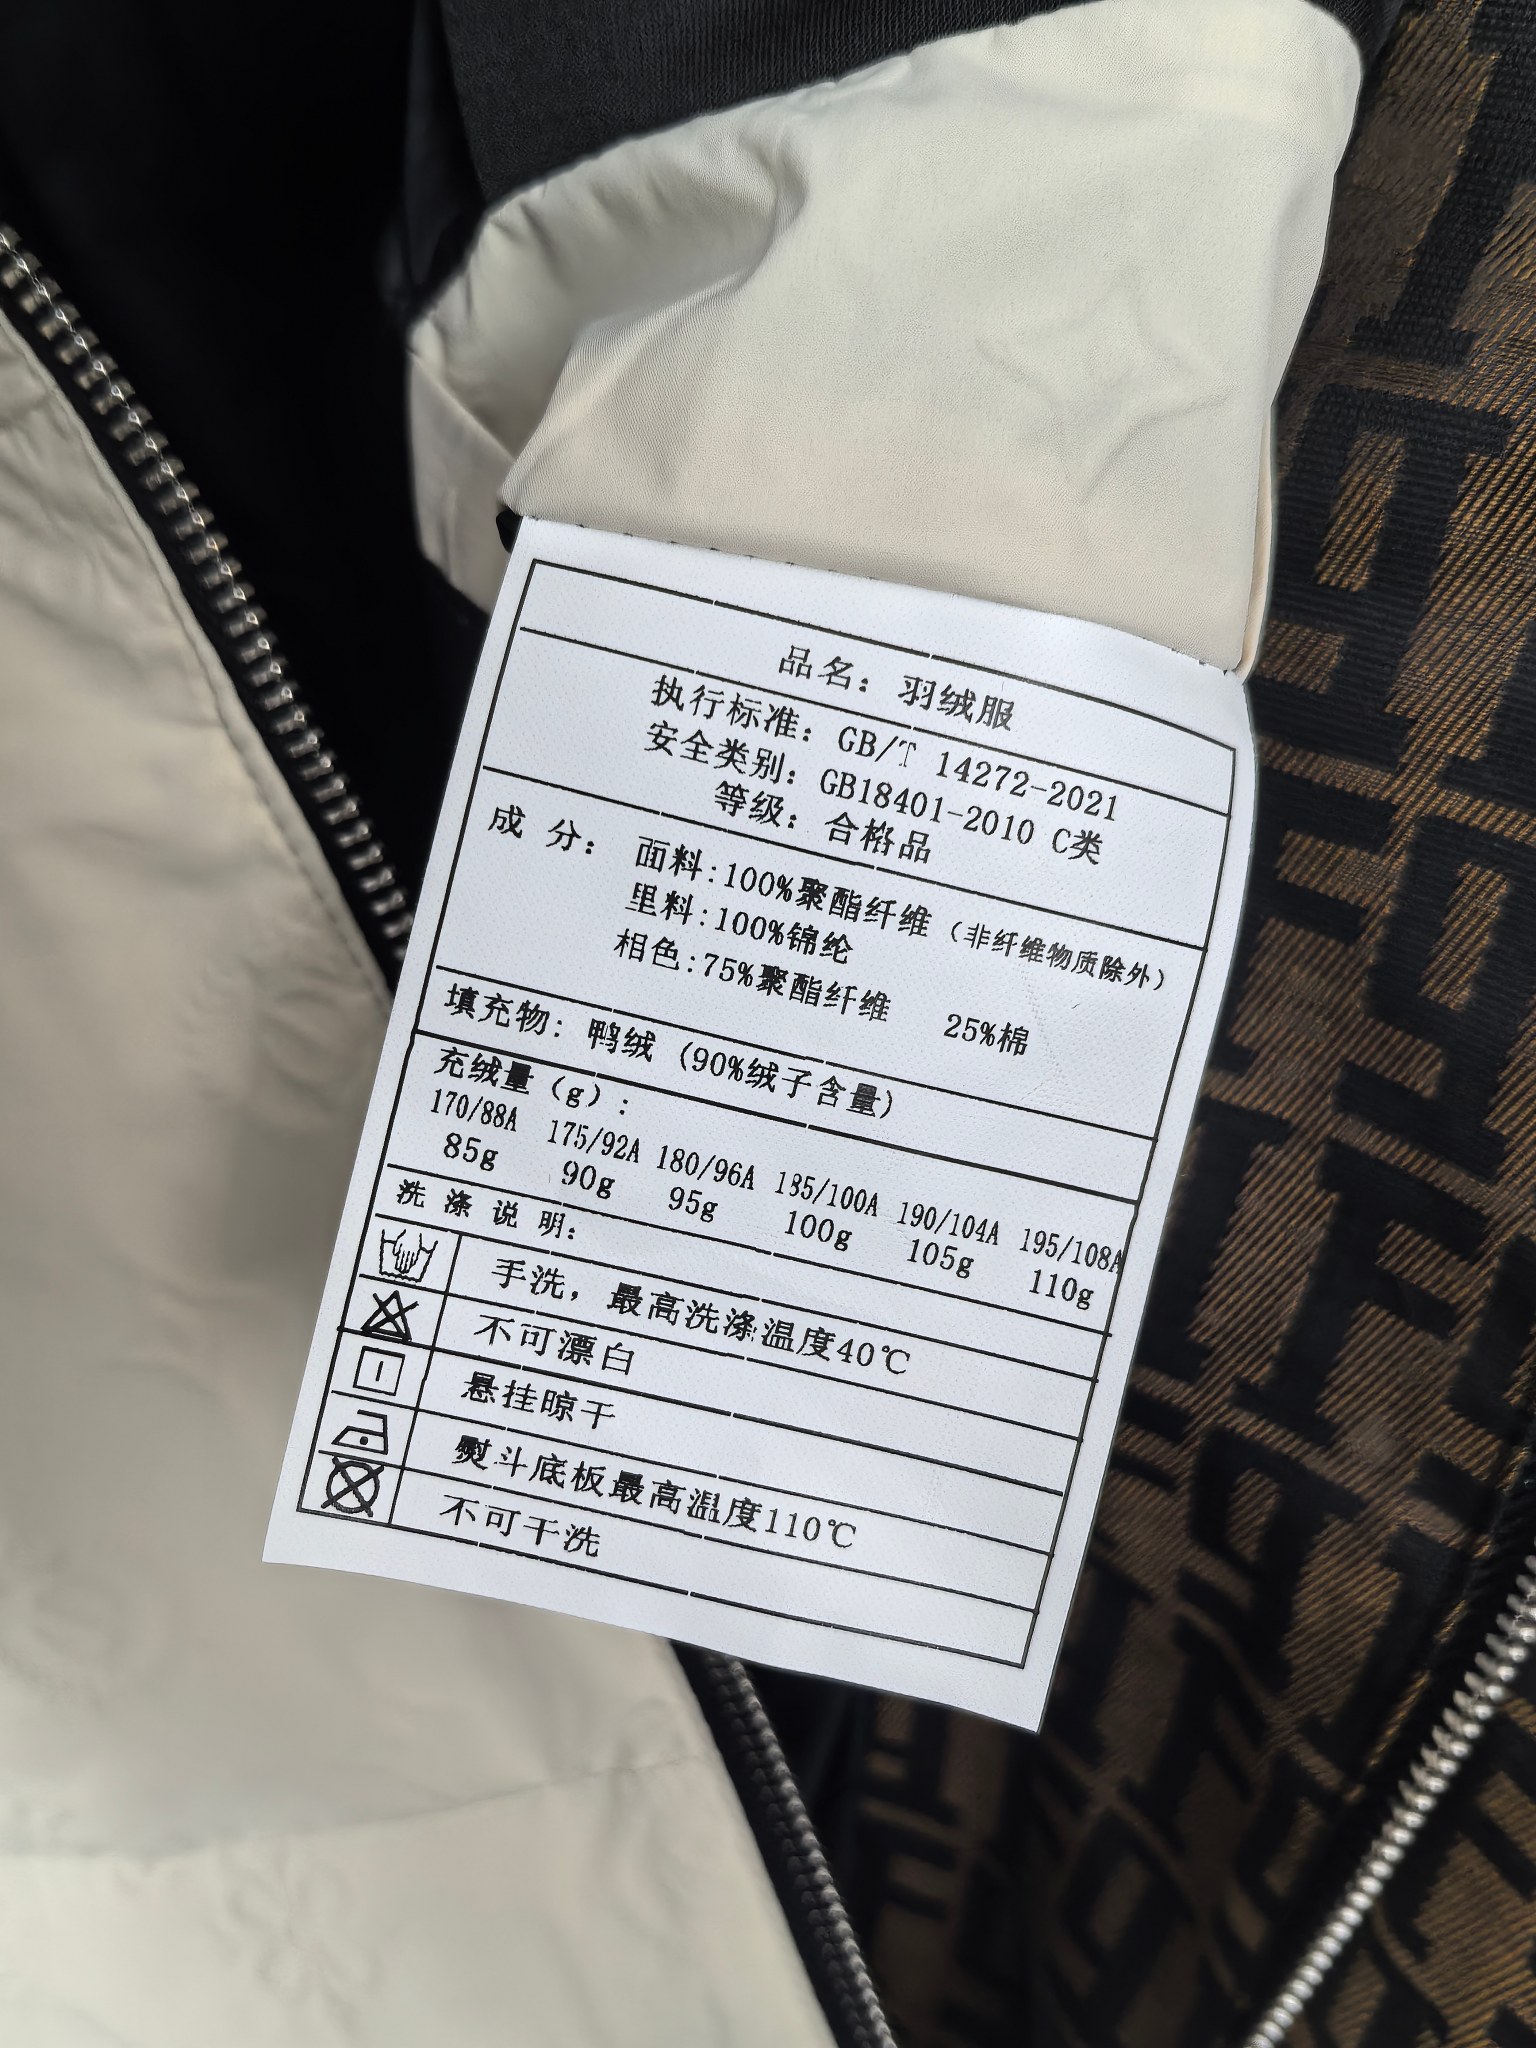 品名：羽绒服
执行标准：GB/T 14272-2021
安全类别：GB18401-2010 C类
等级：合格品
成 分：面料:100%聚酯纤维（非纤维物质除外）
里料:100%锦纶
相色:75%聚酯纤维 25%棉
填充物：鸭绒（90%绒子含量）
充绒量（g）：
170/88A 175/92A 180/96A 185/100A 190/104A 195/108A
85g 90g 95g 100g 105g 110g
洗 涤 说 明：
手洗，最高洗涤温度40℃
不可漂白
悬挂晾干
熨斗底板最高温度110℃
不可干洗